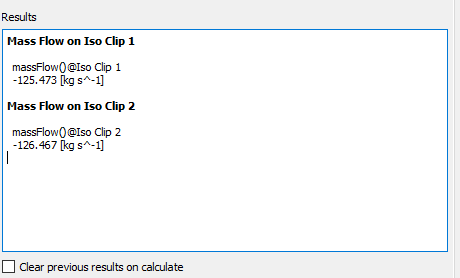 Results
Mass Flow on Iso Clip 1
massFlow()@Iso Clip 1
-125.473 [kg s^-1]
Mass Flow on Iso Clip 2
massFlow()@Iso Clip 2
-126.467 [kg s^-1]
Clear previous results on calculate